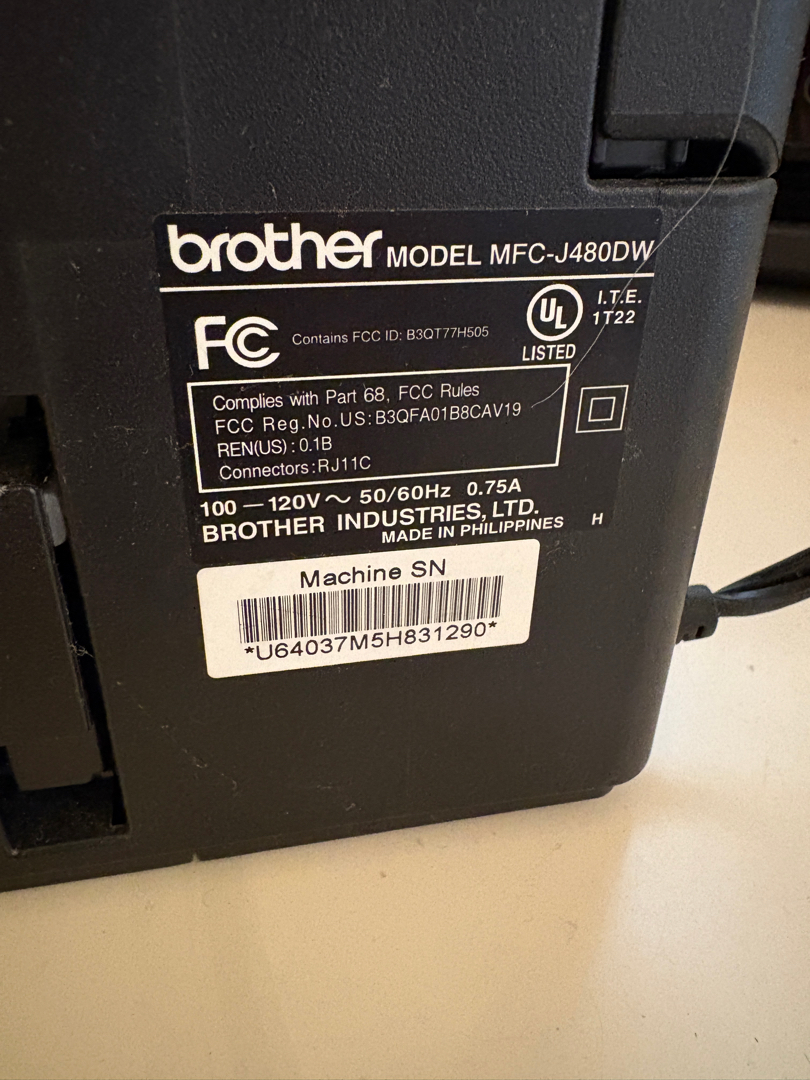 brother MODEL MFC-J480DW
FC Contains FCC ID: B3QT77H505
UL
LISTED
I.T.E.
1T22
Complies with Part 68, FCC Rules
FCC Reg.No.US:B3QFA01B8CAV19
REN(US):0.1B
Connectors:RJ11C
100 — 120V ~ 50/60Hz 0.75A
BROTHER INDUSTRIES, LTD.
MADE IN PHILIPPINES H
Machine SN
*U64037M5H831290*